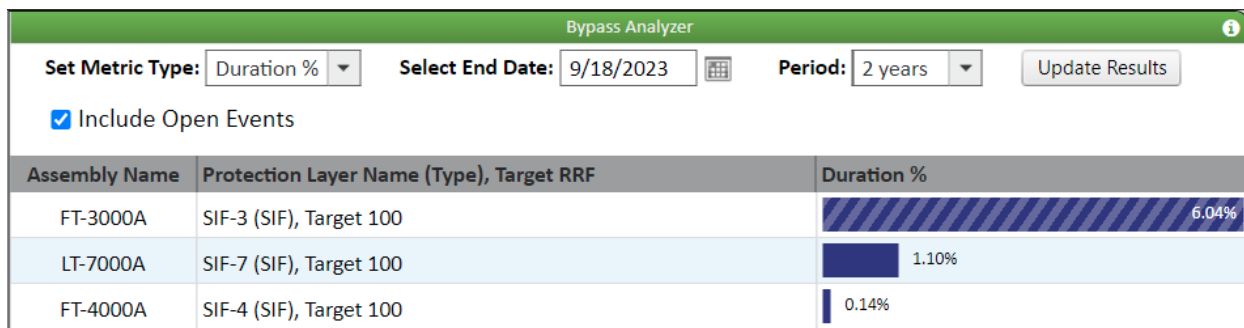 Bypass Analyzer
Set Metric Type: Duration % Select End Date: 9/18/2023 Period: 2 years Update Results
Include Open Events
Assembly Name Protection Layer Name (Type), Target RRF Duration %
FT-3000A SIF-3 (SIF), Target 100 6.04%
LT-7000A SIF-7 (SIF), Target 100 1.10%
FT-4000A SIF-4 (SIF), Target 100 0.14%